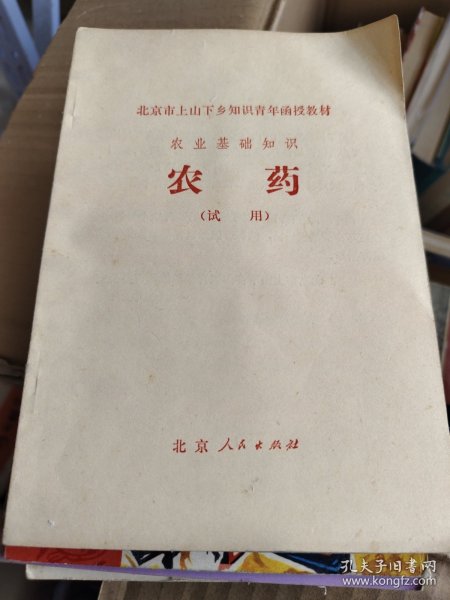 北京市上山下乡知识青年函授教材
农业基础知识
农 药
（试 用）
北京人民出版社
孔夫子旧书网
www.kongfz.com